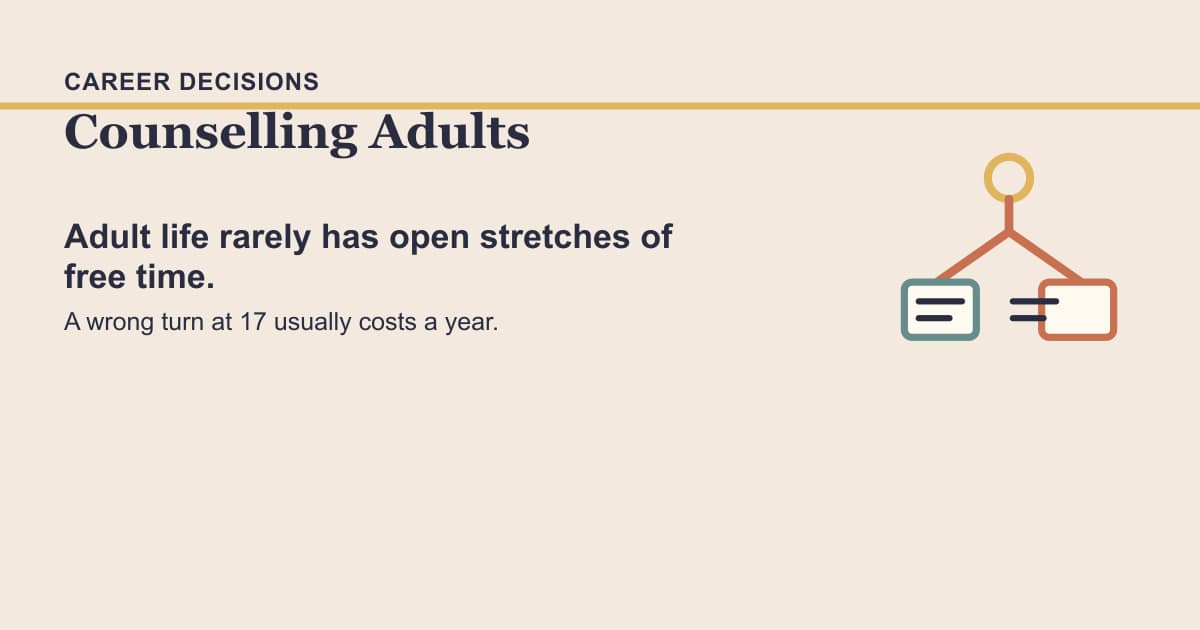 CAREER DECISIONS
Counselling Adults
Adult life rarely has open stretches of
free time.
A wrong turn at 17 usually costs a year.